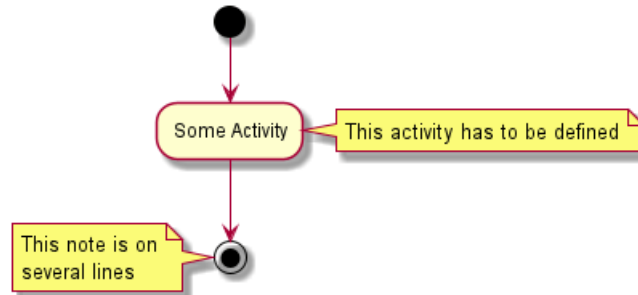 Some Activity
This activity has to be defined
This note is on
several lines